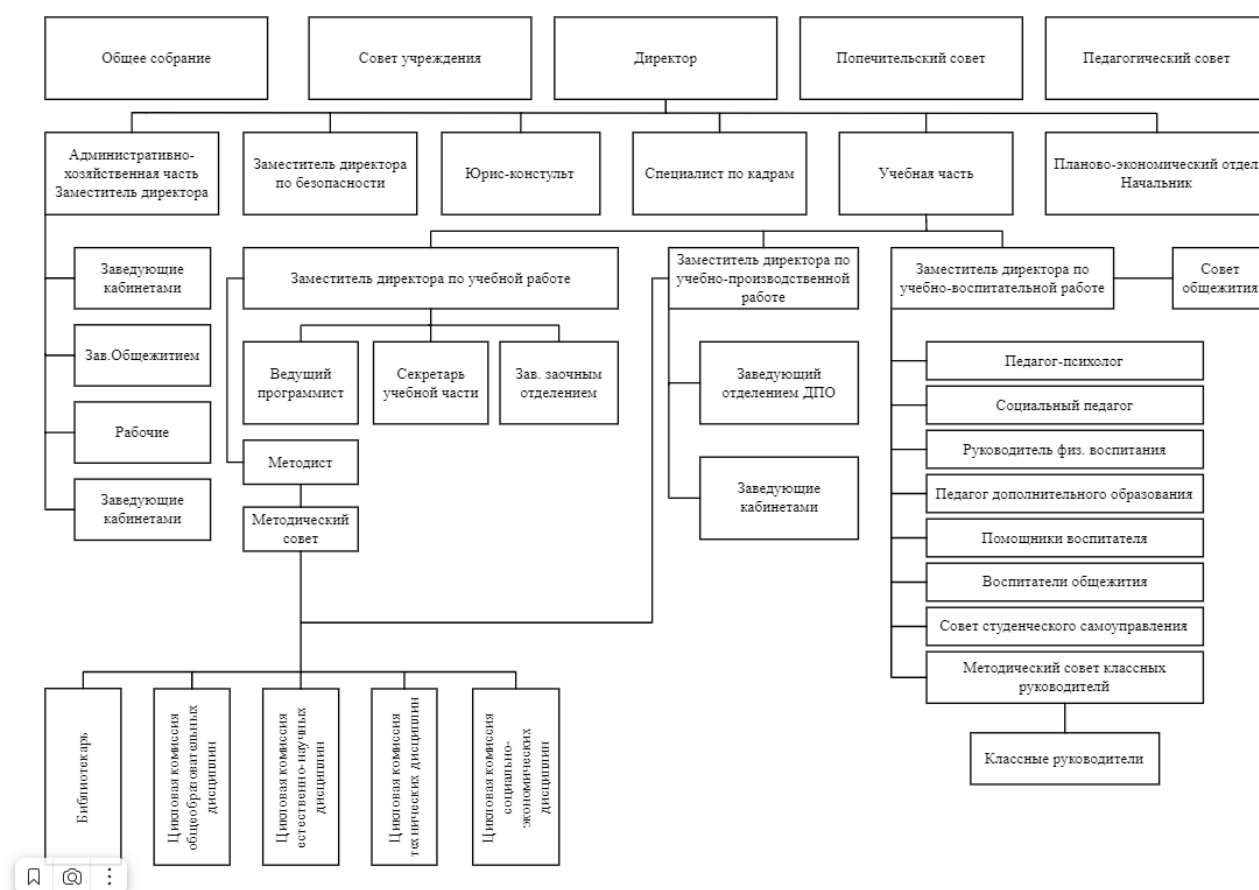 Общее собрание
Совет учреждения
Директор
Попечительский совет
Педагогический совет
Административно-
хозяйственная часть
Заместитель директора
Заместитель директора
по безопасности
Юрис-констульт
Специалист по кадрам
Учебная часть
Планово-экономический отдел
Начальник
Заведующие
кабинетами
Зав.Общежитием
Рабочие
Заведующие
кабинетами
Заместитель директора по учебной работе
Заместитель директора по
учебно-производственной
работе
Заместитель директора по
учебно-воспитательной работе
Совет
общежития
Ведущий
программист
Секретарь
учебной части
Зав. заочным
отделением
Методист
Методический
совет
Заведующий
отделением ДПО
Заведующие
кабинетами
Педагог-психолог
Социальный педагог
Руководитель физ. воспитания
Педагог дополнительного образования
Помощники воспитателя
Воспитатели общежития
Совет студенческого самоуправления
Методический совет классных
руководителй
Классные руководители
Библиотекарь
Цикловая комиссия
общеобразовательных
дисциплин
Цикловая комиссия
естественно-научных
дисциплин
Цикловая комиссия
технических дисциплин
Цикловая комиссия
социально-
экономических
дисциплин